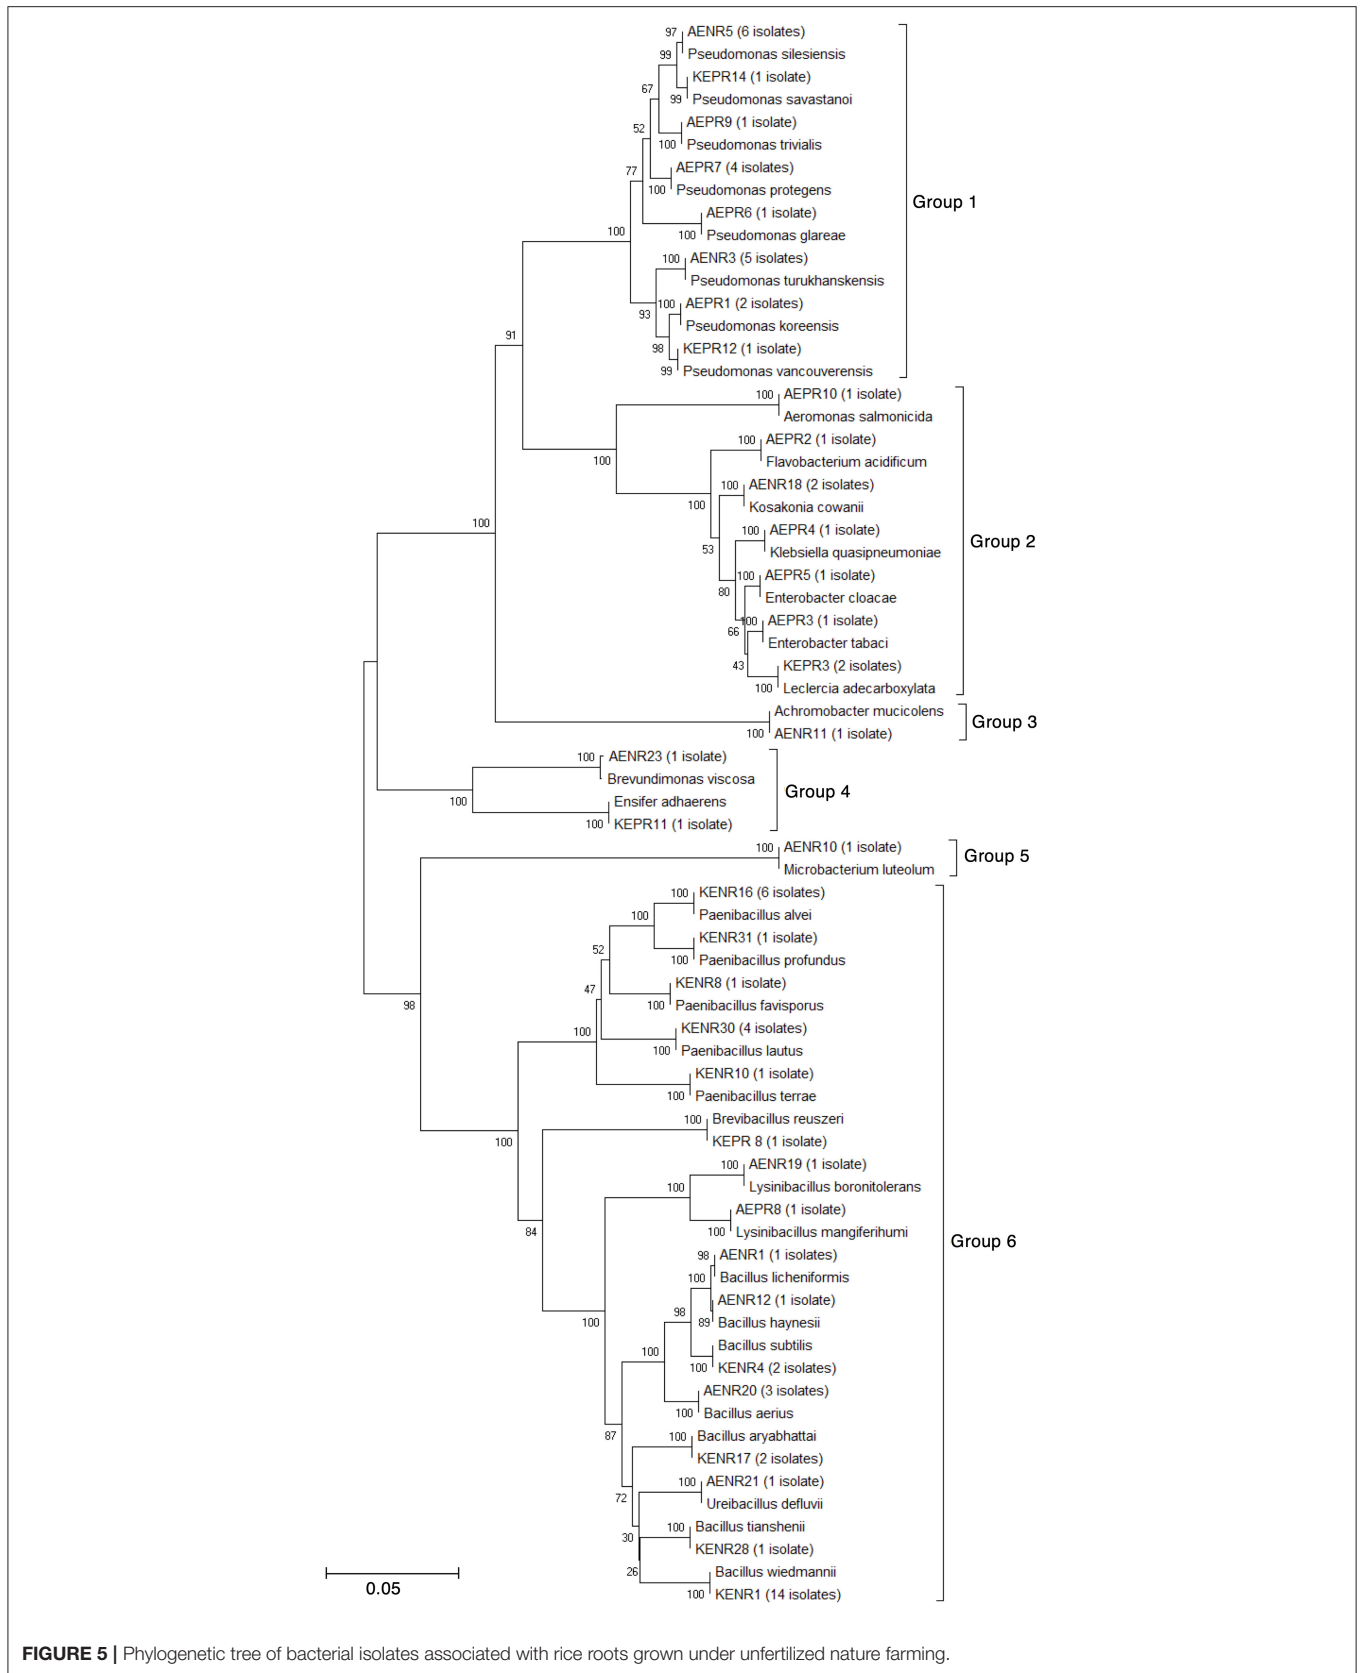 97 AENR5 (6 isolates)
Pseudomonas silesiensis
99
KEPR14 (1 isolate)
67
99 Pseudomonas savastanoi
AEPR9 (1 isolate)
52
100 Pseudomonas trivialis
AEPR7 (4 isolates)
77
100 Pseudomonas protegens
Group 1
AEPR6 (1 isolate)
100
100 Pseudomonas glareae
100 AENR3 (5 isolates)
Pseudomonas turukhanskensis
100 AEPR1 (2 isolates)
93
Pseudomonas koreensis
98
KEPR12 (1 isolate)
91
99 Pseudomonas vancouverensis
100 AEPR10 (1 isolate)
Aeromonas salmonicida
100 AEPR2 (1 isolate)
100
Flavobacterium acidificum
100 AENR18 (2 isolates)
100
Kosakonia cowanii
100
100 AEPR4 (1 isolate)
Group 2
53
Klebsiella quasipneumoniae
100 AEPR5 (1 isolate)
80
Enterobacter cloacae
100 AEPR3 (1 isolate)
66
Enterobacter tabaci
43
KEPR3 (2 isolates)
100 Leclercia adecarboxylata
Achromobacter mucicolens
Group 3
100 AENR11 (1 isolate)
100 AENR23 (1 isolate)
Brevundimonas viscosa
Group 4
100
Ensifer adhaerens
100 KEPR11 (1 isolate)
100 AENR10 (1 isolate)
Group 5
Microbacterium luteolum
100 KENR16 (6 isolates)
100
Paenibacillus alvei
KENR31 (1 isolate)
52
100 Paenibacillus profundus
KENR8 (1 isolate)
47
98
100 Paenibacillus favisporus
KENR30 (4 isolates)
100
100 Paenibacillus lautus
KENR10 (1 isolate)
100 Paenibacillus terrae
100 Brevibacillus reuszeri
100
KEPR 8 (1 isolate)
100 AENR19 (1 isolate)
100
Lysinibacillus boronitolerans
AEPR8 (1 isolate)
84
100 Lysinibacillus mangiferihumi
Group 6
98 AENR1 (1 isolates)
100
Bacillus licheniformis
AENR12 (1 isolate)
98
100
89 Bacillus haynesii
Bacillus subtilis
100
100 KENR4 (2 isolates)
AENR20 (3 isolates)
100 Bacillus aerius
87
100 Bacillus aryabhattai
KENR17 (2 isolates)
100 AENR21 (1 isolate)
72
Ureibacillus defluvii
100 Bacillus tianshenii
30
KENR28 (1 isolate)
26
Bacillus wiedmannii
100 KENR1 (14 isolates)
0.05
FIGURE 5 | Phylogenetic tree of bacterial isolates associated with rice roots grown under unfertilized nature farming.